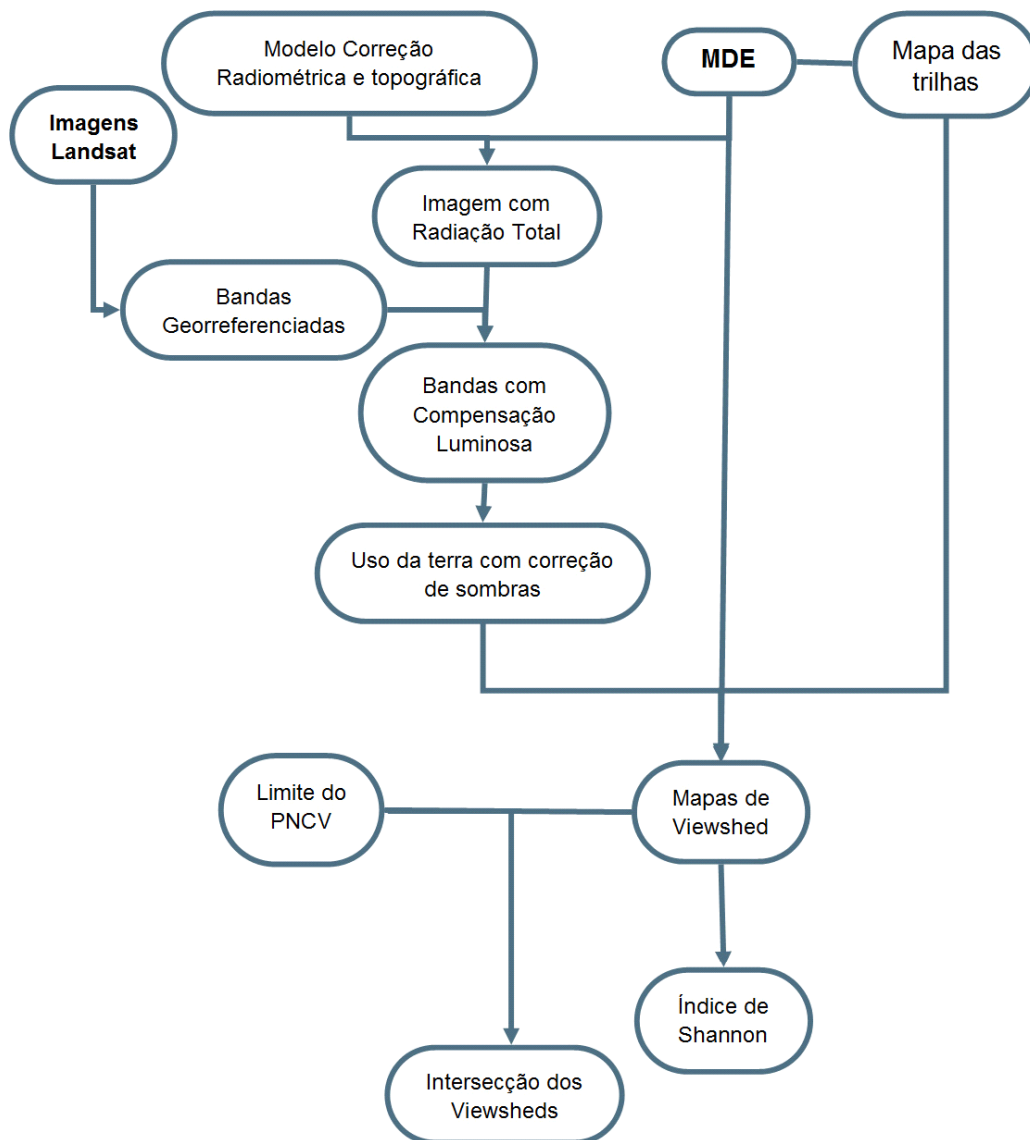 Modelo Correção
Radiométrica e topográfica
MDE
Mapa das
trilhas
Imagens
Landsat
Imagem com
Radiação Total
Bandas
Georreferenciadas
Bandas com
Compensação
Luminosa
Uso da terra com correção
de sombras
Limite do
PNCV
Mapas de
Viewshed
Índice de
Shannon
Intersecção dos
Viewsheds